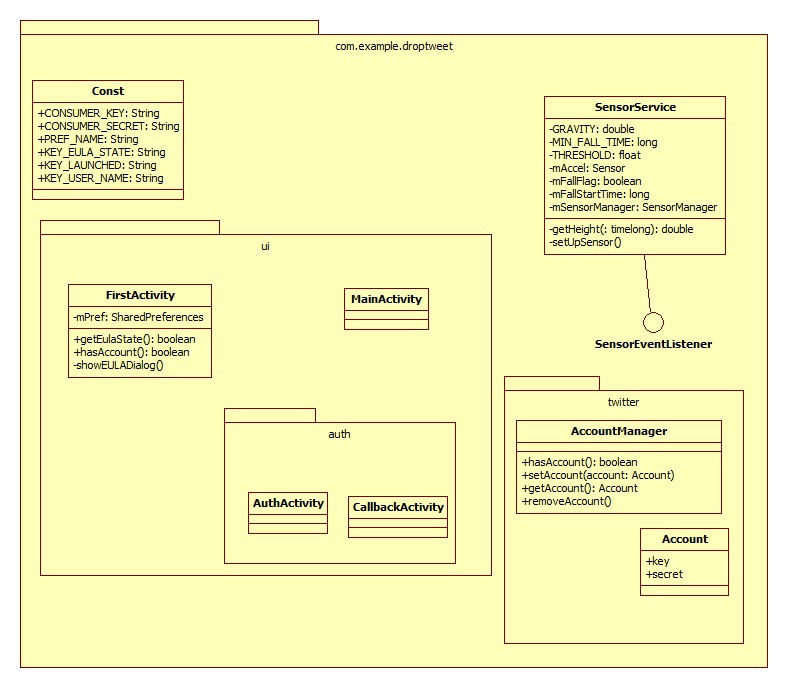 com.example.droptweet
Const
+CONSUMER_KEY: String
+CONSUMER_SECRET: String
+PREF_NAME: String
+KEY_EULA_STATE: String
+KEY_LAUNCHED: String
+KEY_USER_NAME: String
SensorService
-GRAVITY: double
-MIN_FALL_TIME: long
-THRESHOLD: float
-mAccel: Sensor
-mFallFlag: boolean
-mFallStartTime: long
-mSensorManager: SensorManager
-getHeight(: timelong): double
-setUpSensor()
SensorEventListener
ui
FirstActivity
-mPref: SharedPreferences
+getEulaState(): boolean
+hasAccount(): boolean
-showEULADialog()
MainActivity
auth
AuthActivity
CallbackActivity
twitter
AccountManager
+hasAccount(): boolean
+setAccount(account: Account)
+getAccount(): Account
+removeAccount()
Account
+key
+secret